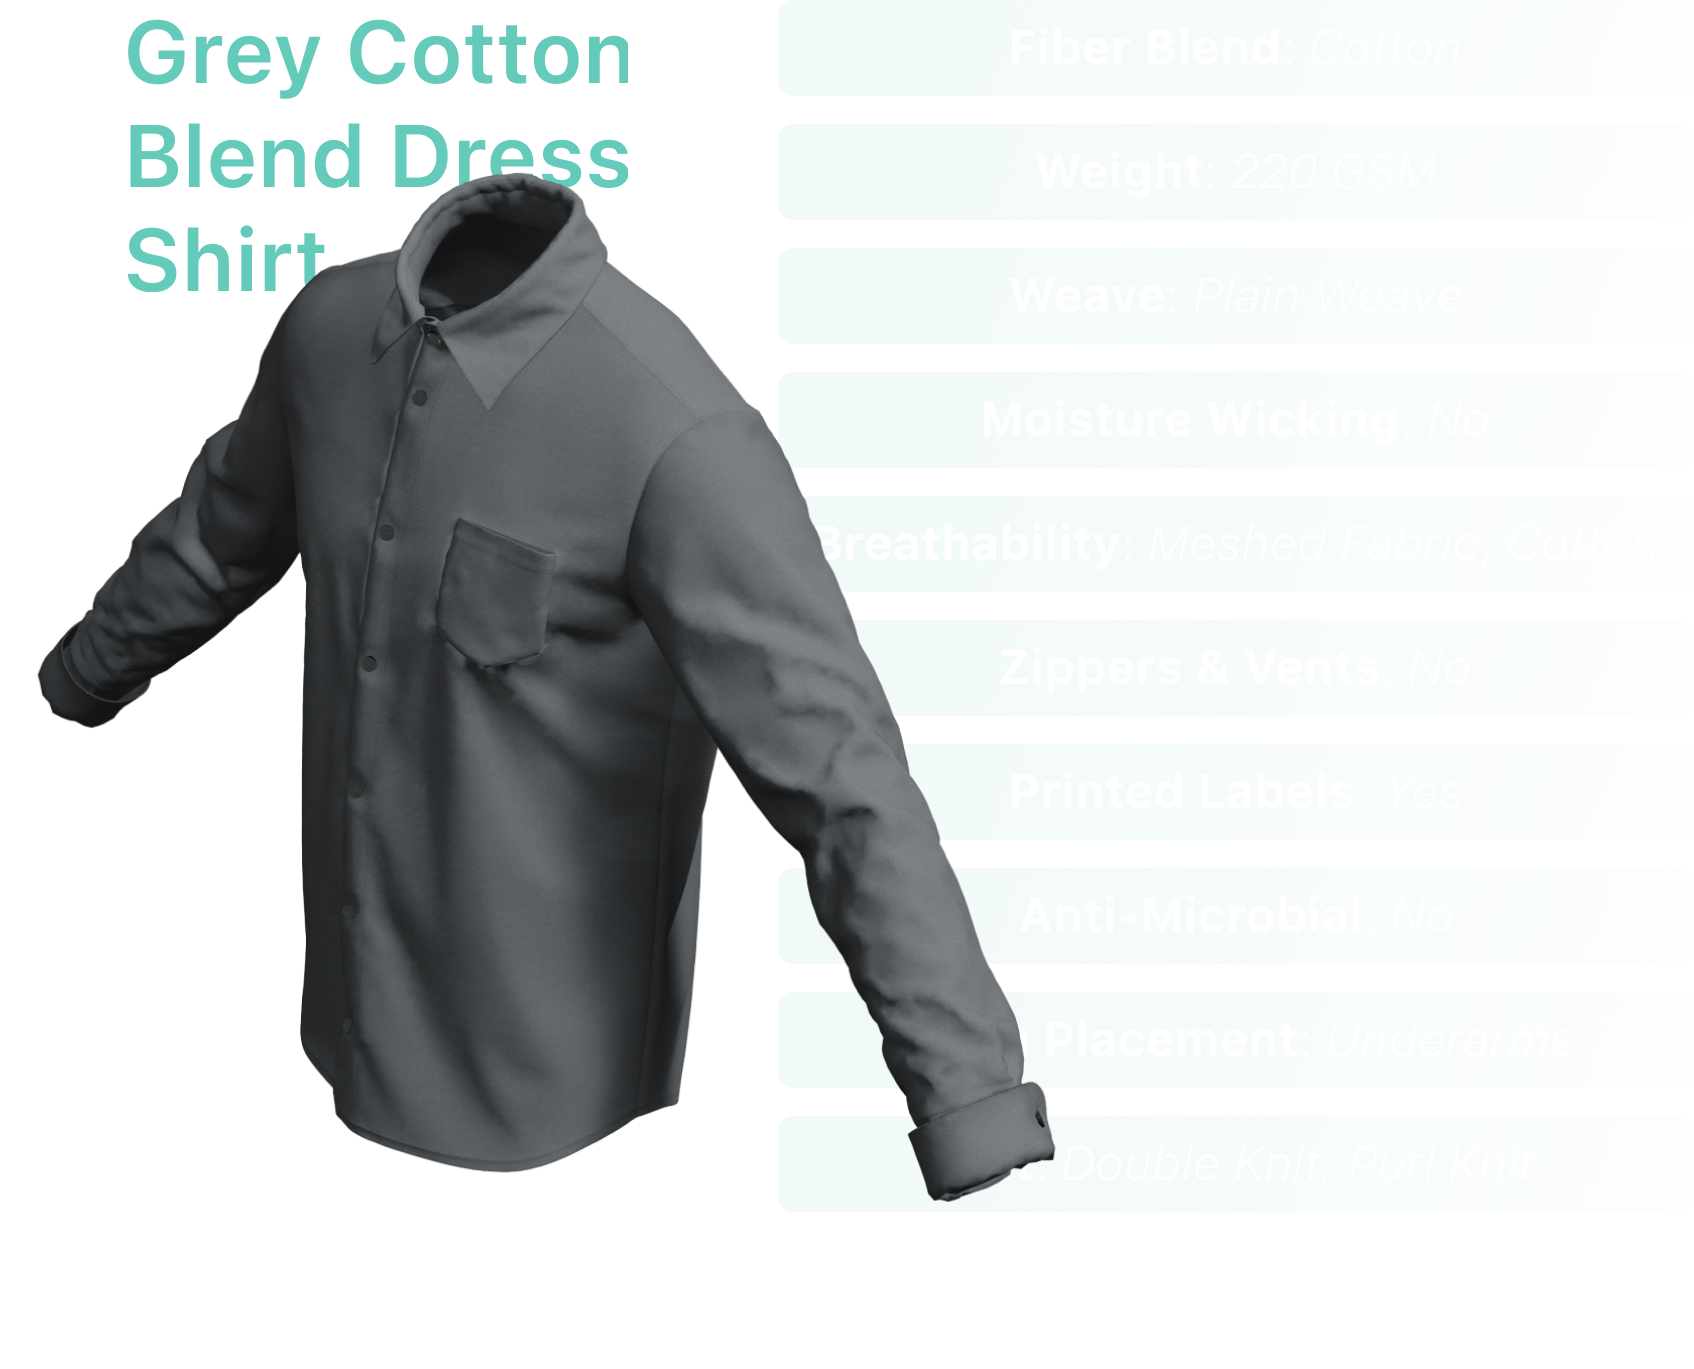 Grey Cotton
Blend Dress
Shirt
Fiber Blend: Cotton
Weight: 220 GSM
Weave: Plain Weave
Moisture Wicking: No
Breathability: Meshed Fabric, Cotton
Zippers & Vents: No
Printed Labels: Yes
Anti-Microbial: No
Placement: Underarms
Double Knit, Purl Knit